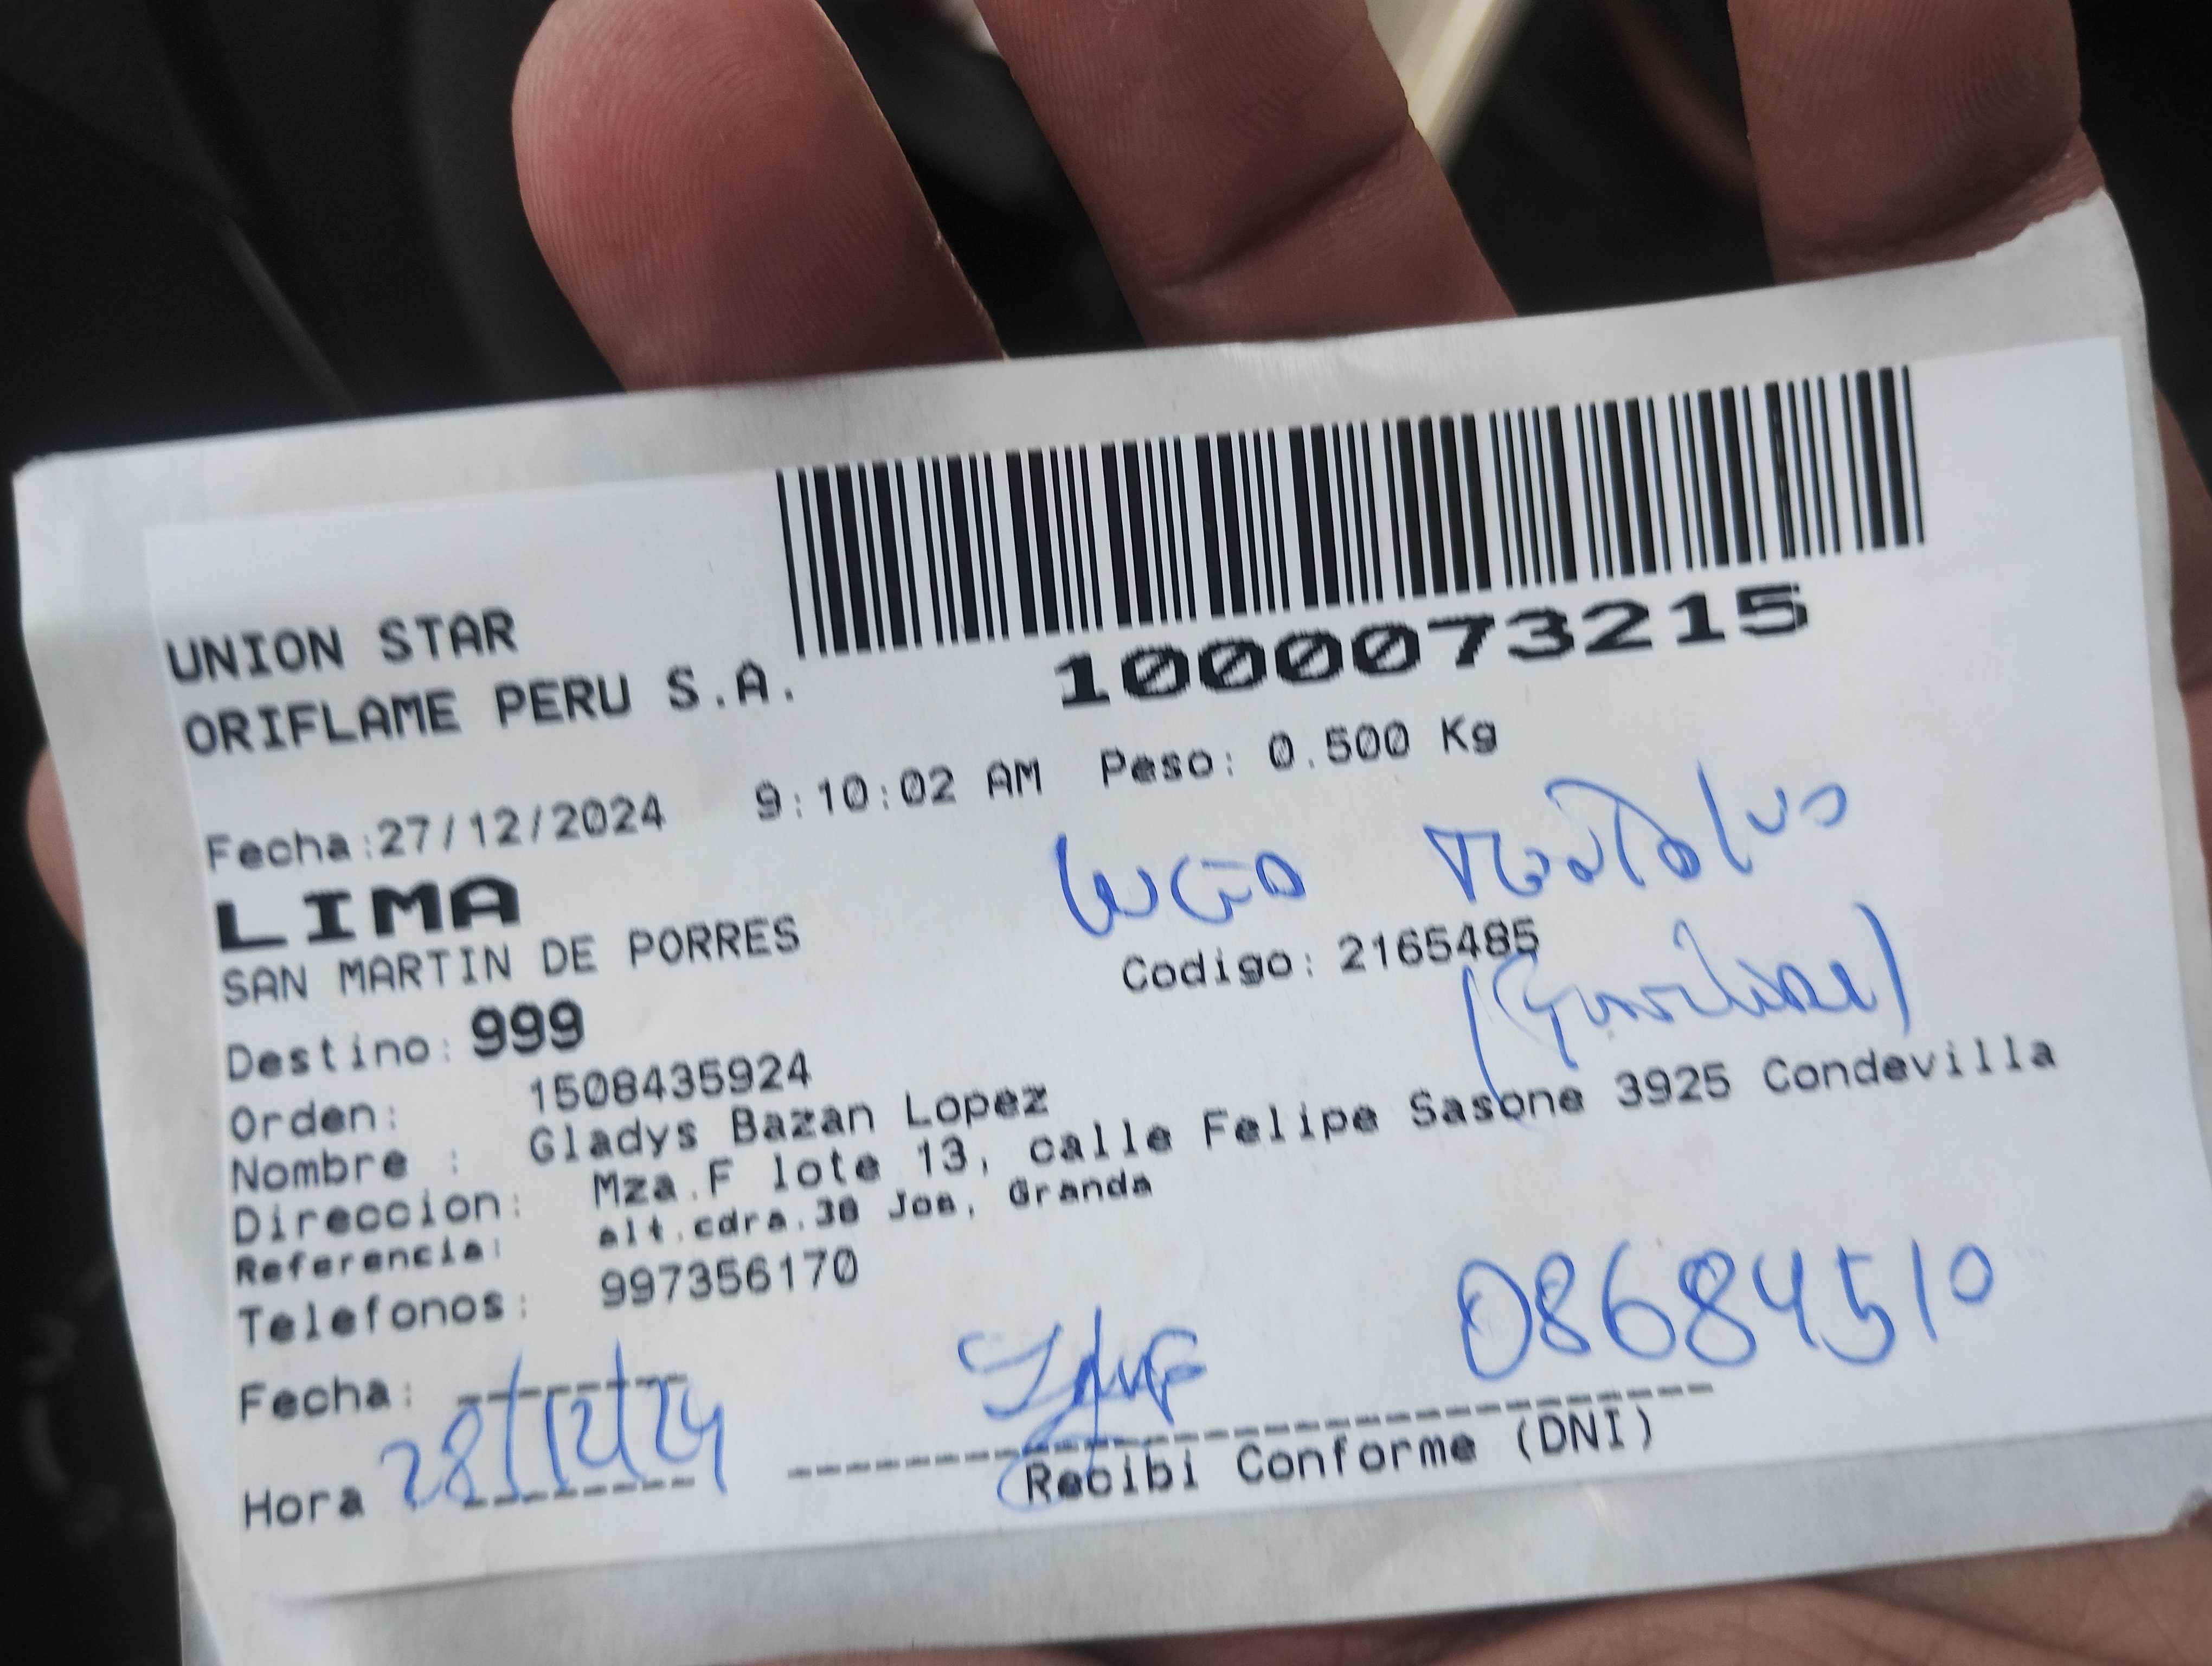 UNION STAR
ORIFLAME PERU S.A.
1000073215
Fecha:27/12/2024 9:10:02 AM Peso: 0.500 Kg
LIMA
SAN MARTIN DE PORRES
Codigo: 2165485
(Familiar)
Destino: 999
Orden: 1508435924
Nombre : Gladys Bazan Lopez
Direccion: Mza.F lote 13, calle Felipe Sasone 3925 Condevilla
Referencia: alt.cdra.38 Jos, Granda
Telefonos: 997356170
08684510
Fecha:
28/12/24
Hora
Recibi Conforme (DNI)